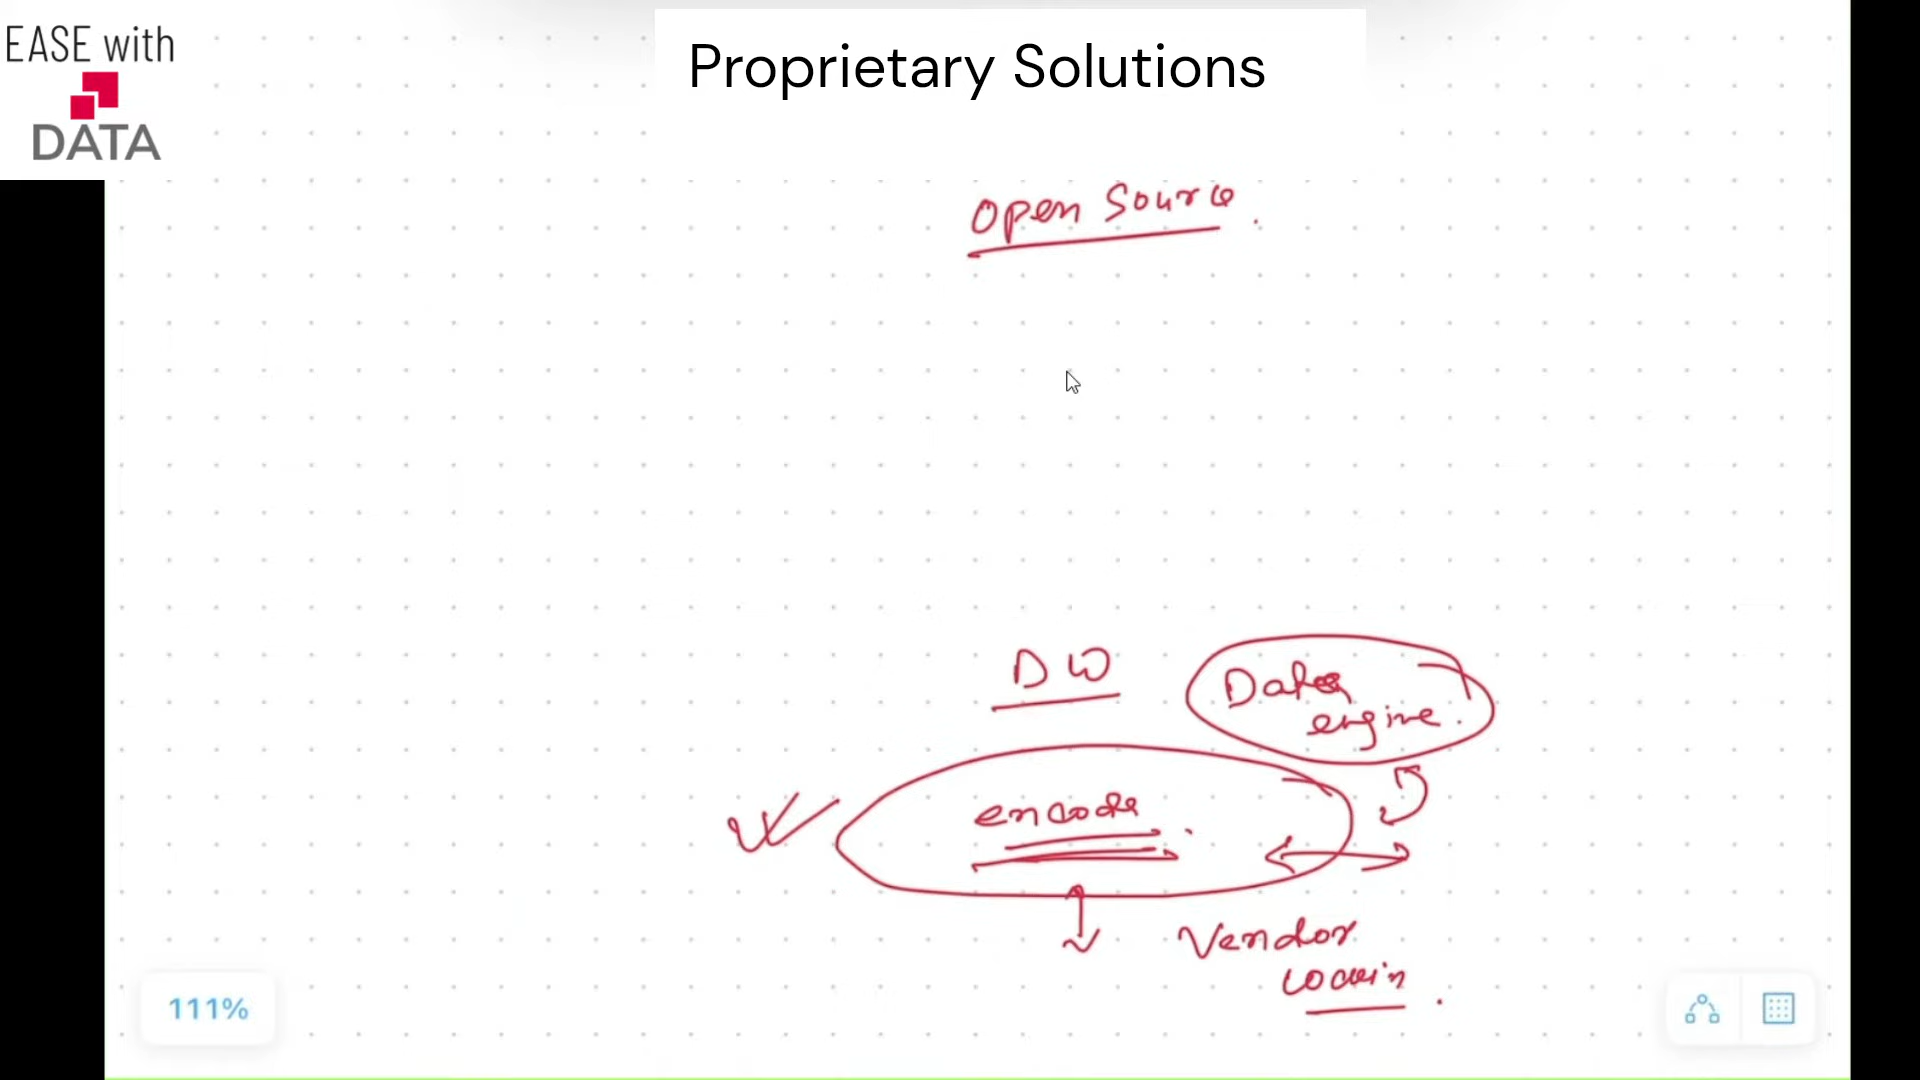 EASE with
DATA
Proprietary Solutions
Open Source.
DW
Data
engine.
encode
Vendor
Lockin.
111%